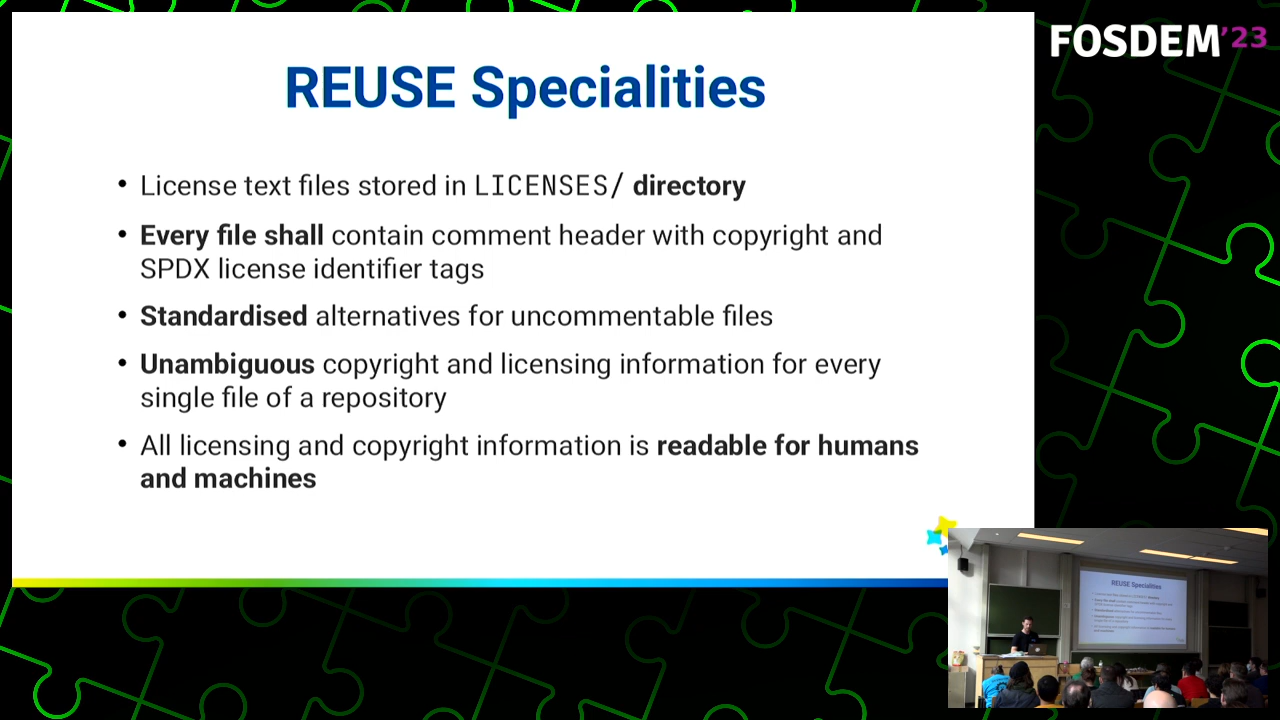 FOSDEM'23
REUSE Specialities
• License text files stored in LICENSES/ directory
• Every file shall contain comment header with copyright and
SPDX license identifier tags
• Standardised alternatives for uncommentable files
• Unambiguous copyright and licensing information for every
single file of a repository
• All licensing and copyright information is readable for humans
and machines
REUSE Specialities